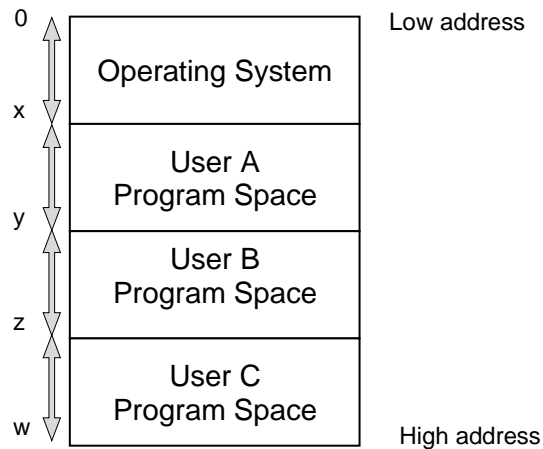 0
Low address
Operating System
x
User A
Program Space
y
User B
Program Space
z
User C
Program Space
w
High address